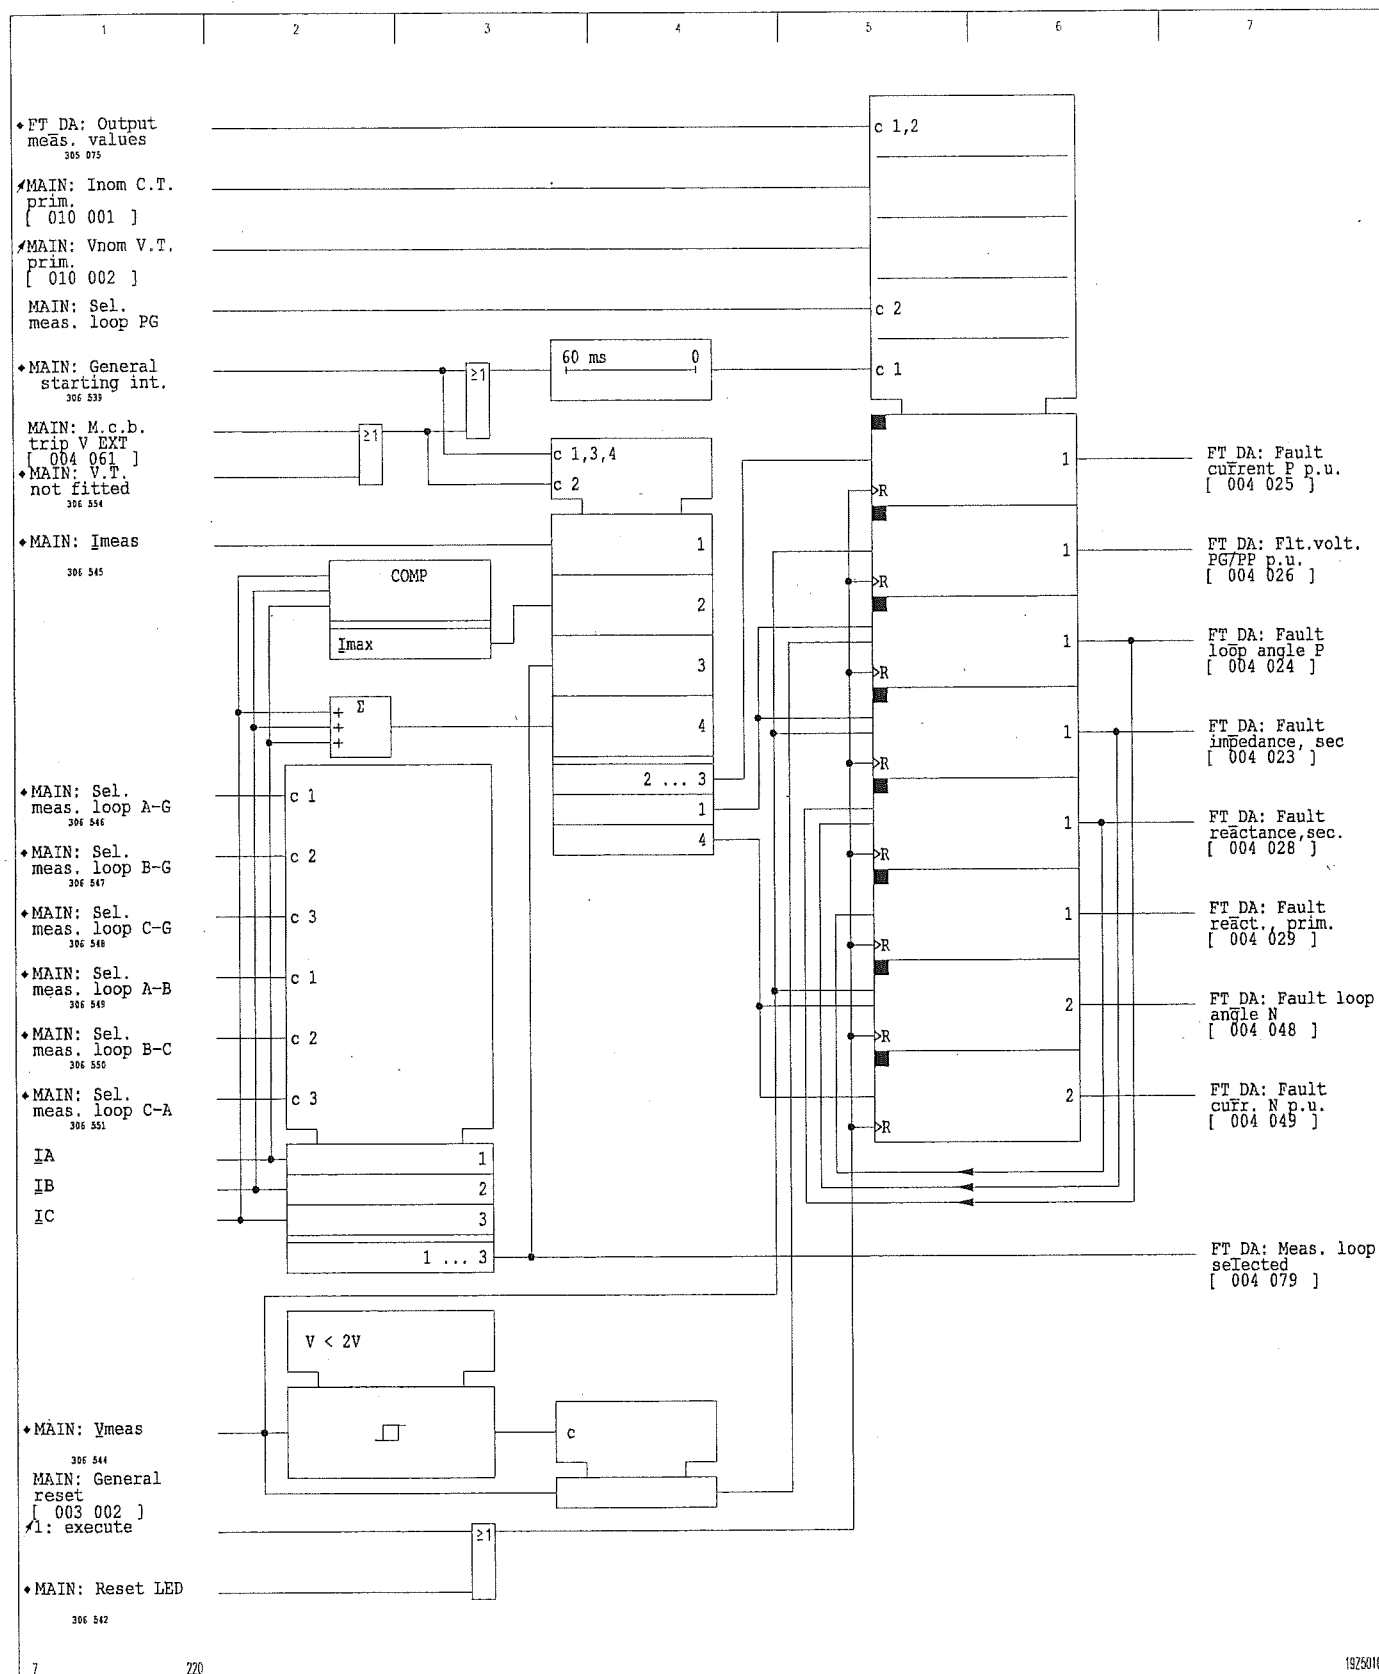 1 2 3 4 5 6 7
◆FT_DA: Output
meas. values
305 075
MAIN: Inom C.T.
prim.
[ 010 001 ]
MAIN: Vnom V.T.
prim.
[ 010 002 ]
MAIN: Sel.
meas. loop PG
◆MAIN: General
starting int.
306 539
MAIN: M.c.b.
trip V EXT
[ 004 061 ]
◆MAIN: V.T.
not fitted
306 554
◆MAIN: Imeas
306 545
◆MAIN: Sel.
meas. loop A-G
306 546
◆MAIN: Sel.
meas. loop B-G
306 547
◆MAIN: Sel.
meas. loop C-G
306 548
◆MAIN: Sel.
meas. loop A-B
306 549
◆MAIN: Sel.
meas. loop B-C
306 550
◆MAIN: Sel.
meas. loop C-A
306 551
IA
IB
IC
◆MAIN: Vmeas
306 544
MAIN: General
reset
[ 003 002 ]
1: execute
◆MAIN: Reset LED
306 542
≥1
≥1
60 ms 0
c 1,3,4
c 2
1
2
3
4
2 ... 3
1
4
COMP
Imax
Σ
+
+
+
c 1
c 2
c 3
c 1
c 2
c 3
1
2
3
1 ... 3
V < 2V
c
≥1
c 1,2
c 2
c 1
1
R
1
R
1
R
1
R
1
R
1
R
2
R
2
R
FT_DA: Fault
current P p.u.
[ 004 025 ]
FT_DA: Flt.volt.
PG/PP p.u.
[ 004 026 ]
FT_DA: Fault
loop angle P
[ 004 024 ]
FT_DA: Fault
impedance, sec
[ 004 023 ]
FT_DA: Fault
reactance,sec.
[ 004 028 ]
FT_DA: Fault
react., prim.
[ 004 029 ]
FT_DA: Fault loop
angle N
[ 004 048 ]
FT_DA: Fault
curr. N p.u.
[ 004 049 ]
FT_DA: Meas. loop
selected
[ 004 079 ]
7 220